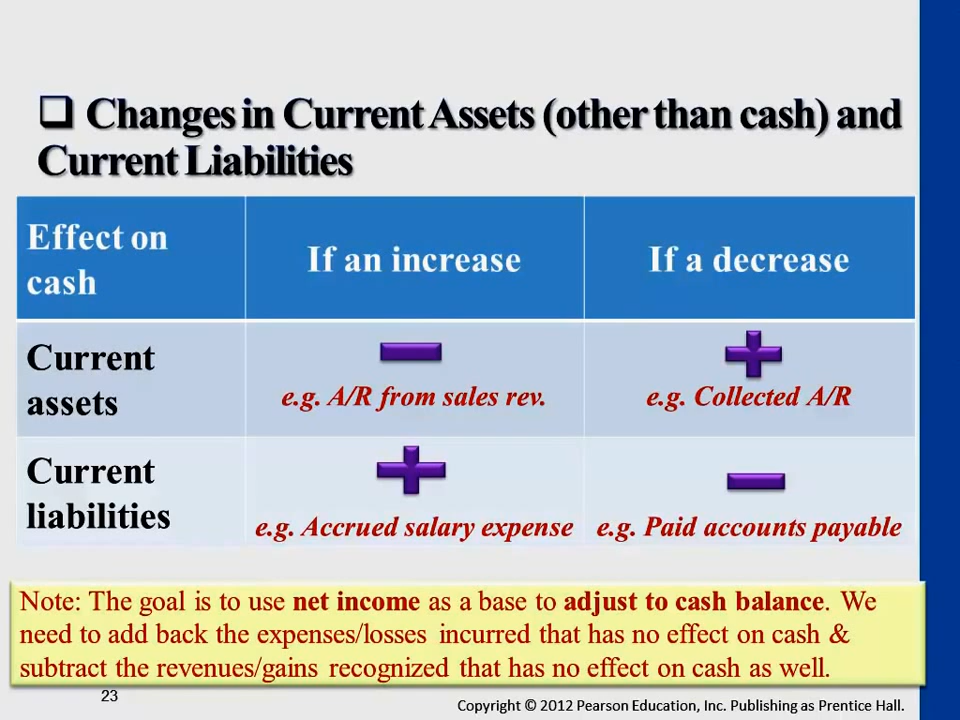 ❑ Changes in Current Assets (other than cash) and
Current Liabilities
Effect on
cash
If an increase
If a decrease
Current
assets
e.g. A/R from sales rev.
e.g. Collected A/R
Current
liabilities
e.g. Accrued salary expense
e.g. Paid accounts payable
Note: The goal is to use net income as a base to adjust to cash balance. We
need to add back the expenses/losses incurred that has no effect on cash &
subtract the revenues/gains recognized that has no effect on cash as well.
23
Copyright © 2012 Pearson Education, Inc. Publishing as Prentice Hall.